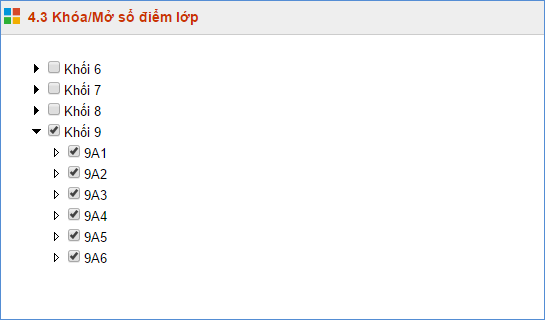 4.3 Khóa/Mở số điểm lớp
Khối 6
Khối 7
Khối 8
Khối 9
9A1
9A2
9A3
9A4
9A5
9A6